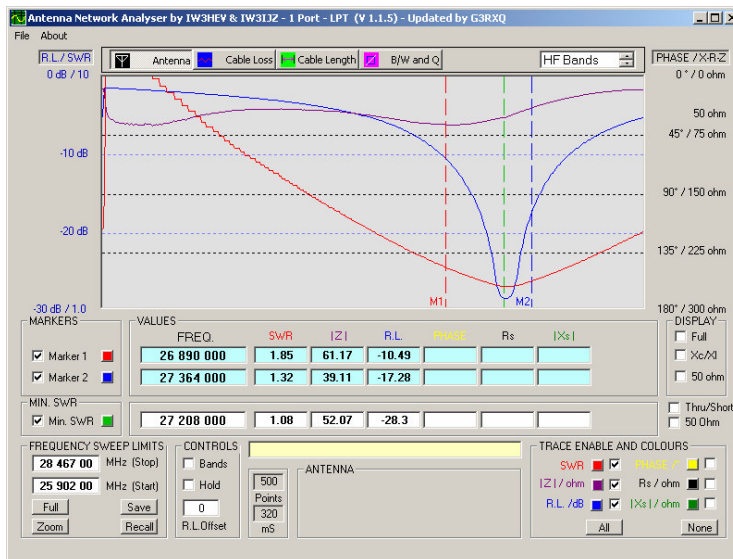 Antenna Network Analyser by IW3HEV & IW3IJZ - 1 Port - LPT (V 1.1.5) - Updated by G3RXQ
File About
R.L./ SWR Antenna Cable Loss Cable Length B/W and Q HF Bands PHASE /X-R-Z
0 dB / 10 0° / 0 ohm
50 ohm
45° / 75 ohm
-10 dB
90° / 150 ohm
-20 dB
135° / 225 ohm
M1 M2
-30 dB / 1.0 180° / 300 ohm
MARKERS VALUES DISPLAY
FREQ. SWR |Z| R.L. PHASE Rs |Xs| Full
Marker 1 26 890 000 1.85 61.17 -10.49 Xc/Xl
Marker 2 27 364 000 1.32 39.11 -17.28 50 ohm
MIN. SWR Thru/Short
Min. SWR 27 208 000 1.08 52.07 -28.3 50 Ohm
FREQUENCY SWEEP LIMITS CONTROLS TRACE ENABLE AND COLOURS
28 467 00 MHz (Stop) Bands ANTENNA SWR PHASE /°
25 902 00 MHz (Start) Hold 500 |Z| / ohm Rs / ohm
Points
Full Save 0 320 R.L. /dB |Xs| / ohm
Zoom Recall R.L.Offset mS All None